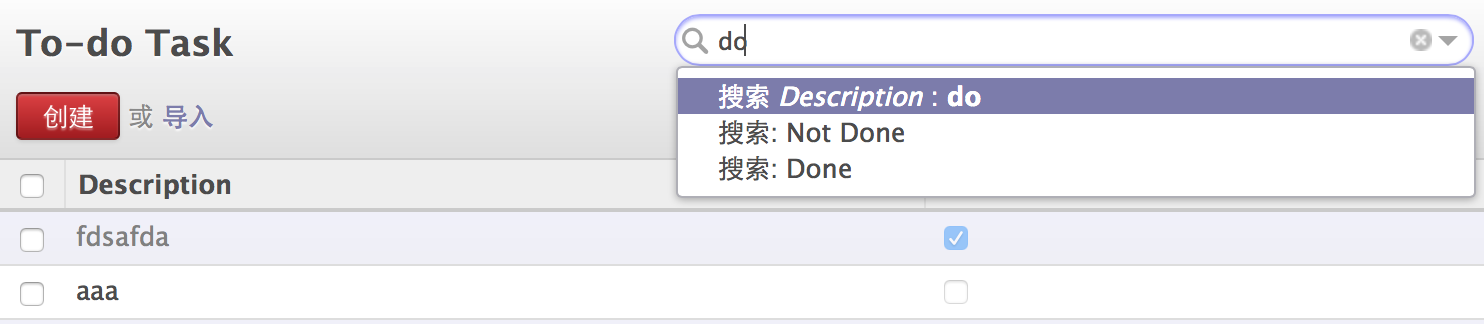 To-do Task
do
创建 或 导入
搜索 Description : do
搜索: Not Done
搜索: Done
Description
fdsafda
aaa